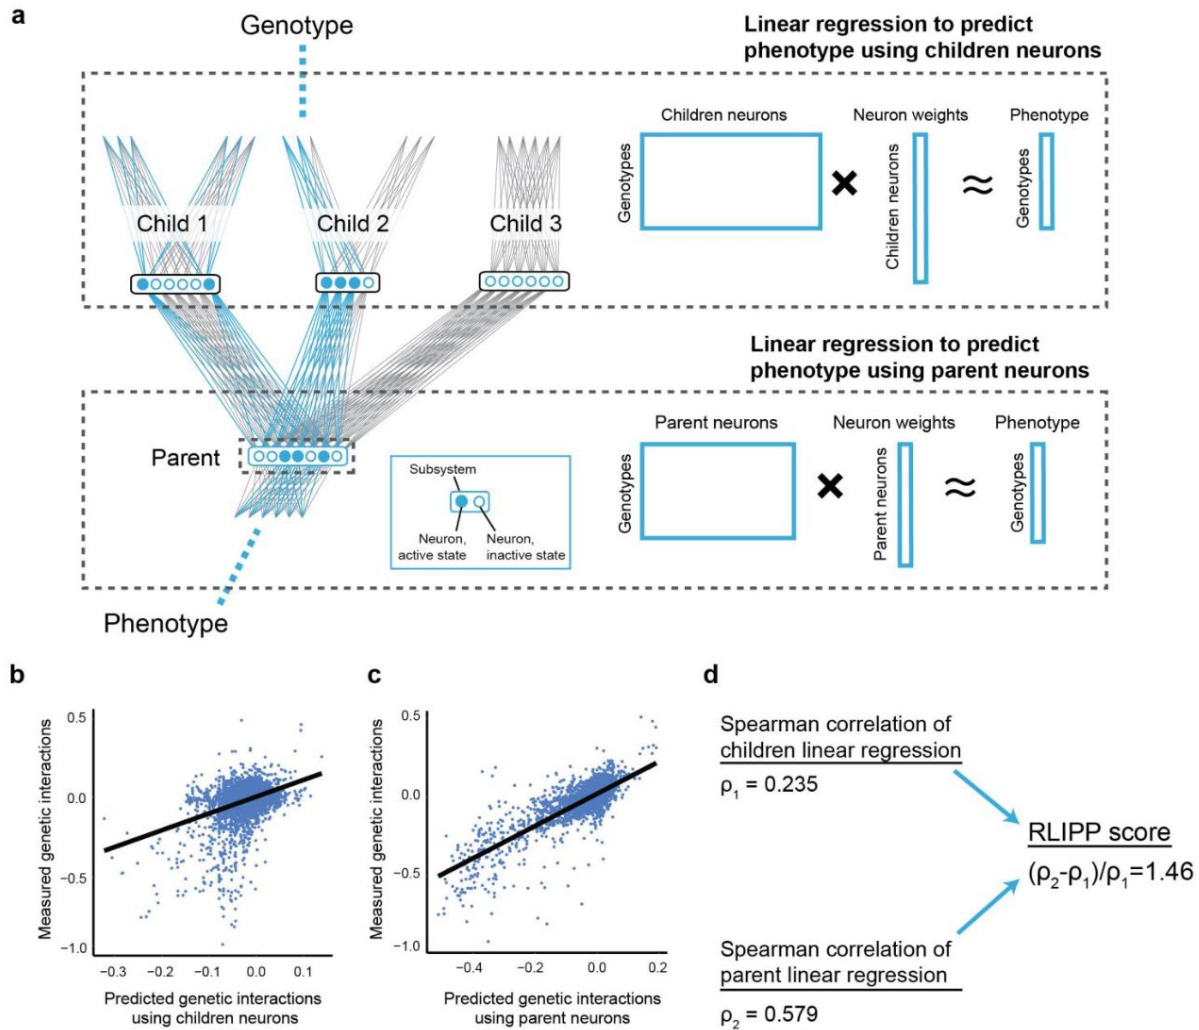 a
Genotype
Linear regression to predict
phenotype using children neurons
Children neurons
Neuron weights
Phenotype
Genotypes
×
Children neurons
≈
Genotypes
Child 1
Child 2
Child 3
Linear regression to predict
phenotype using parent neurons
Parent neurons
Neuron weights
Phenotype
Genotypes
×
Parent neurons
≈
Genotypes
Parent
Subsystem
Neuron,
active state
Neuron,
inactive state
Phenotype
b
Measured genetic interactions
0.5
0.0
−0.5
−1.0
−0.3
−0.1
0.0
0.1
Predicted genetic interactions
using children neurons
c
Measured genetic interactions
0.5
0.0
−0.5
−1.0
−0.4
−0.2
0.0
0.2
Predicted genetic interactions
using parent neurons
d
Spearman correlation of
children linear regression
ρ1 = 0.235
RLIPP score
(ρ2-ρ1)/ρ1=1.46
Spearman correlation of
parent linear regression
ρ2 = 0.579